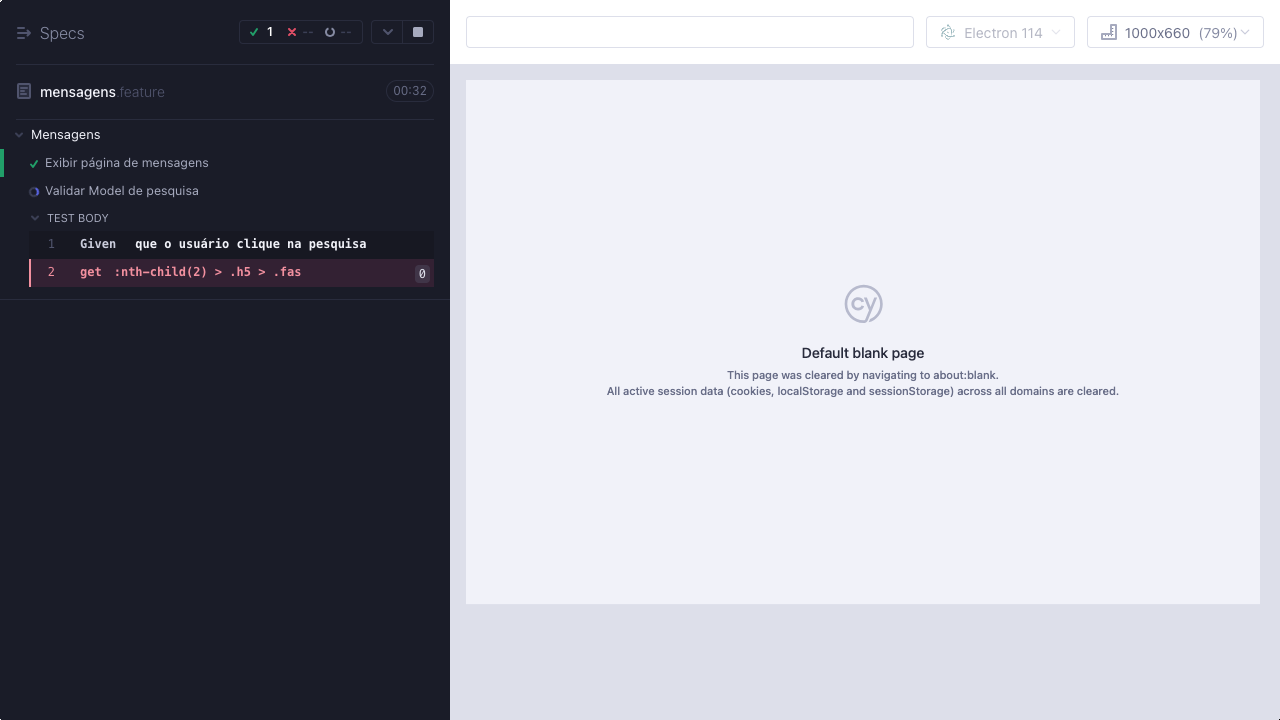 Specs
1 -- --
Electron 114
1000x660 (79%)
mensagens.feature 00:32
Mensagens
Exibir página de mensagens
Validar Model de pesquisa
TEST BODY
1 Given que o usuário clique na pesquisa
2 get :nth-child(2) > .h5 > .fas 0
cy
Default blank page
This page was cleared by navigating to about:blank.
All active session data (cookies, localStorage and sessionStorage) across all domains are cleared.